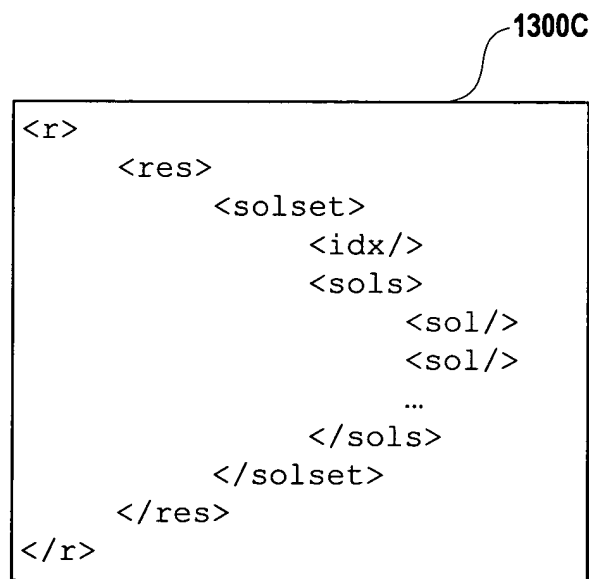 1300C
<r>
<res>
<solset>
<idx/>
<sols>
<sol/>
<sol/>
...
</sols>
</solset>
</res>
</r>